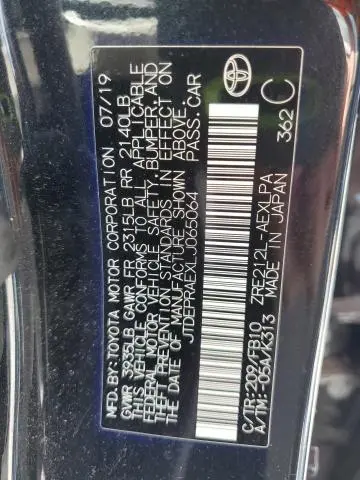 MFD.BY:TOYOTA MOTOR CORPORATION 07/19
GVWR 3935LB GAWR FR 2315LB RR 2140LB
THIS VEHICLE CONFORMS TO ALL APPLICABLE
FEDERAL MOTOR VEHICLE SAFETY, BUMPER, AND
THEFT PREVENTION STANDARDS IN EFFECT ON
THE DATE OF MANUFACTURE SHOWN ABOVE.
JTDEPRAEXLJ065064 PASS.CAR
C/TR:209/FB10 ZRE212L-AEXLPA
A/TM:-05A/K313 MADE IN JAPAN 362 C